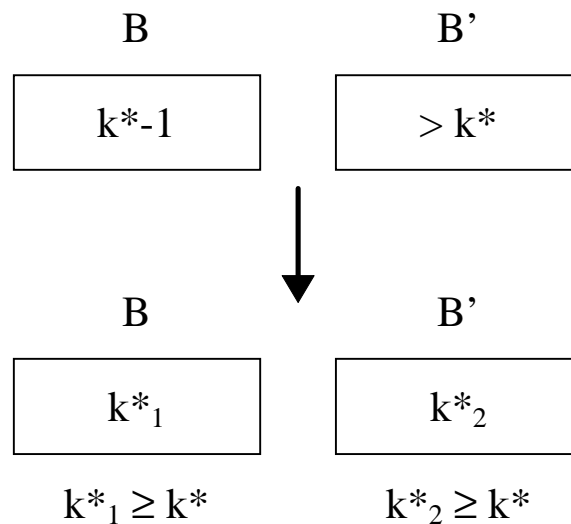 B B’
k*-1 > k*
B B’
k*₁ k*₂
k*₁ ≥ k* k*₂ ≥ k*